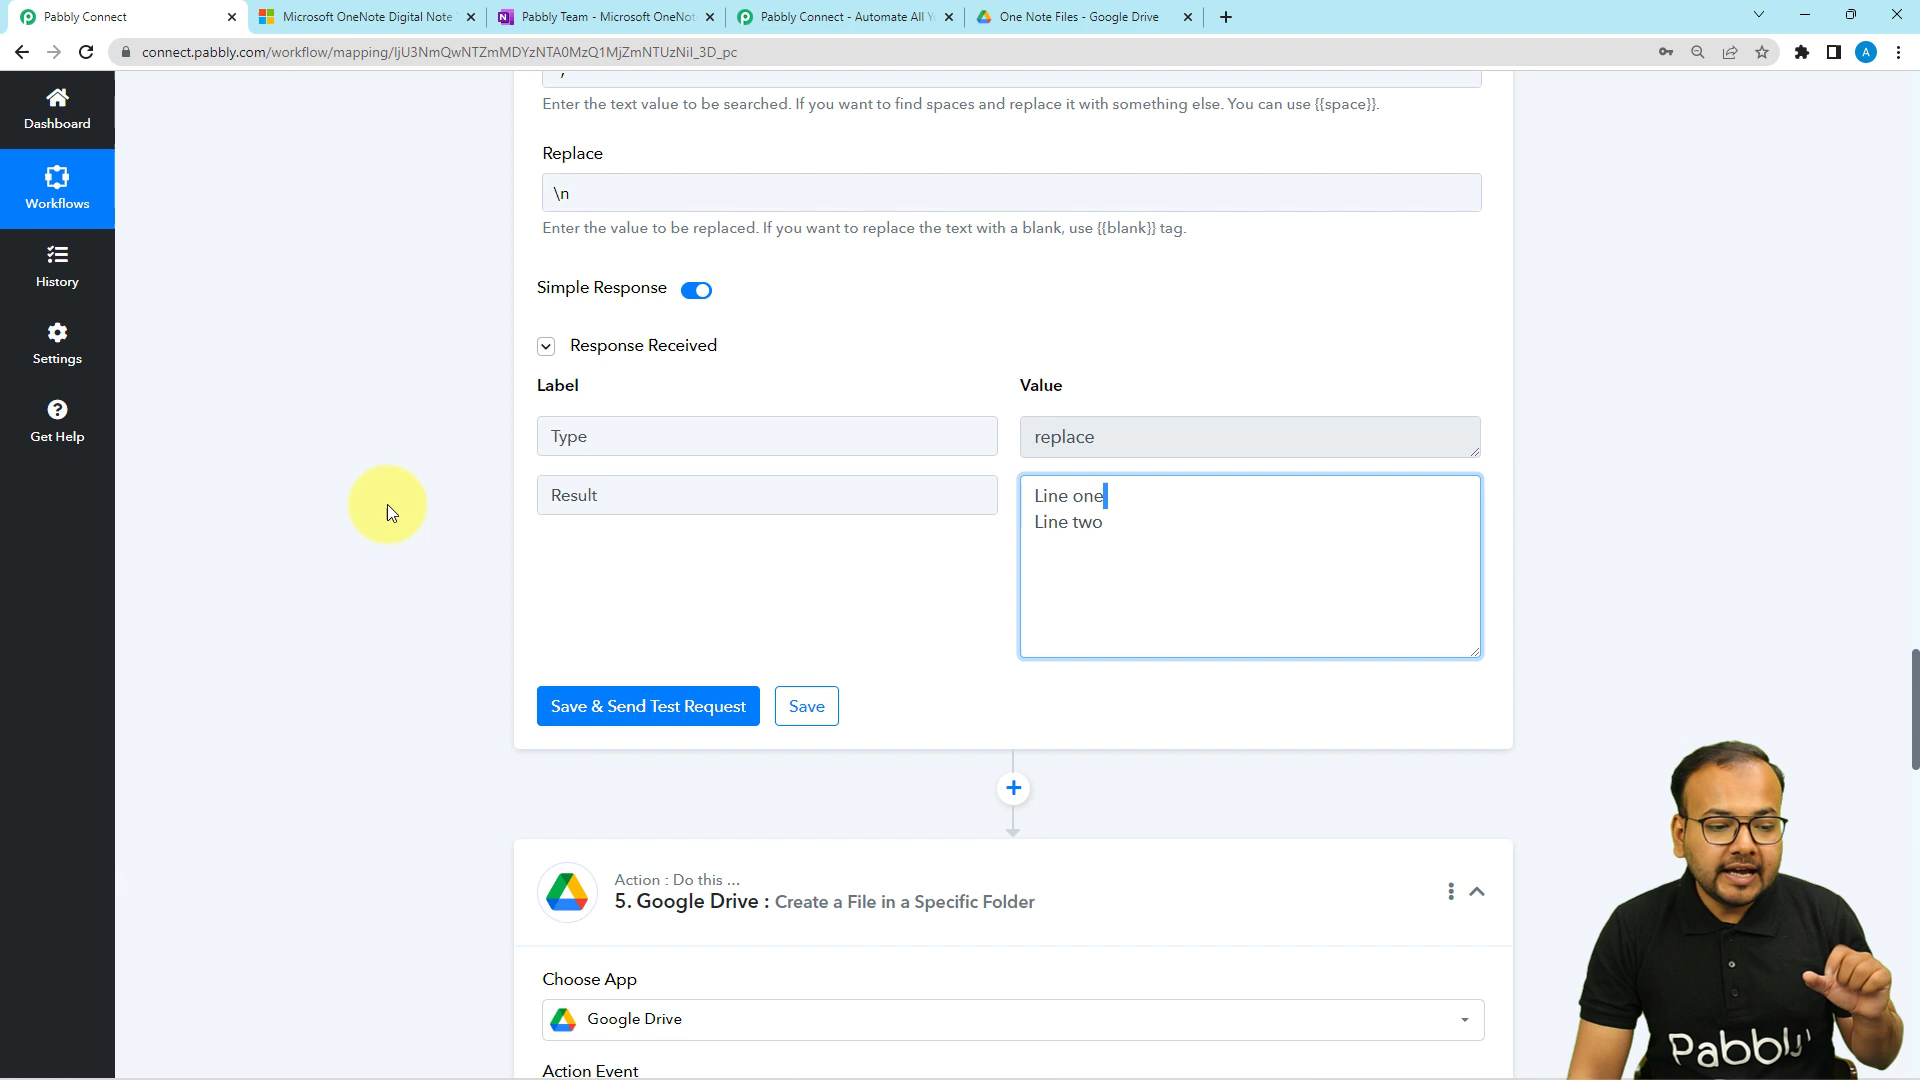 Pabbly Connect
Microsoft OneNote Digital Note
Pabbly Team - Microsoft OneNot
Pabbly Connect - Automate All Y
One Note Files - Google Drive
connect.pabbly.com/workflow/mapping/
A
Dashboard
Workflows
History
Settings
Get Help
Enter the text value to be searched. If you want to find spaces and replace it with something else. You can use {{space}}.
Replace
\n
Enter the value to be replaced. If you want to replace the text with a blank, use {{blank}} tag.
Simple Response
Response Received
Label
Value
Type
replace
Result
Line one
Line two
Save & Send Test Request
Save
Action : Do this ...
5. Google Drive : Create a File in a Specific Folder
Choose App
Google Drive
Action Event
Pabbly